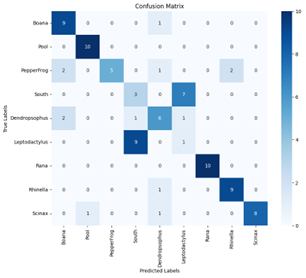 Confusion Matrix
True Labels
Boana 9 0 0 0 1 0 0 0 0
Pool 0 10 0 0 0 0 0 0 0
PepperFrog 2 0 5 0 1 0 0 2 0
South 0 0 0 3 0 7 0 0 0
Dendropsophus 2 0 0 1 6 1 0 0 0
Leptodactylus 0 0 0 9 0 1 0 0 0
Rana 0 0 0 0 0 0 10 0 0
Rhinella 0 0 0 0 1 0 0 9 0
Scinax 0 1 0 0 1 0 0 0 8
Boana Pool PepperFrog South Dendropsophus Leptodactylus Rana Rhinella Scinax
Predicted Labels
10
8
6
4
2
0